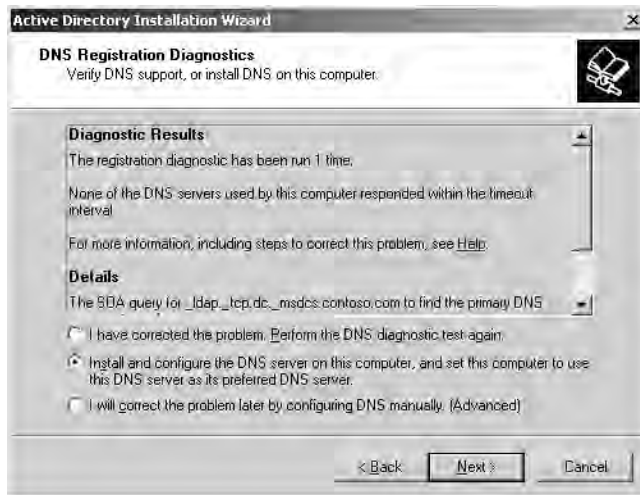 Active Directory Installation Wizard
DNS Registration Diagnostics
Verify DNS support, or install DNS on this computer.
Diagnostic Results
The registration diagnostic has been run 1 time.
None of the DNS servers used by this computer responded within the timeout
interval
For more information, including steps to correct this problem, see Help.
Details
The SOA query for _ldap._tcp.dc._msdcs.contoso.com to find the primary DNS
I have corrected the problem. Perform the DNS diagnostic test again.
Install and configure the DNS server on this computer, and set this computer to use
this DNS server as its preferred DNS server.
I will correct the problem later by configuring DNS manually. (Advanced)
< Back
Next >
Cancel